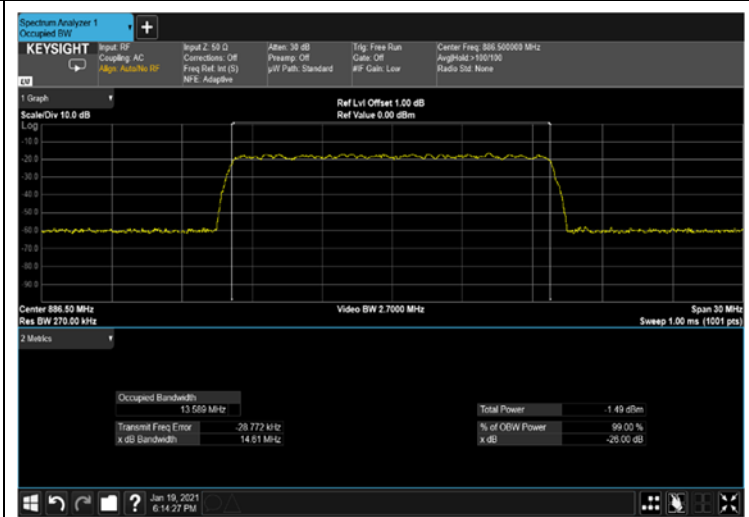 Spectrum Analyzer 1
Occupied BW
KEYSIGHT
Input: RF
Coupling: AC
Align: Auto/No RF
Input Z: 50 Ω
Corrections: Off
Freq Ref: Int (S)
NFE: Adaptive
Atten: 30 dB
Preamp: Off
µW Path: Standard
Trig: Free Run
Gate: Off
#IF Gain: Low
Center Freq: 886.500000 MHz
Avg|Hold:>100/100
Radio Std: None
1 Graph
Scale/Div 10.0 dB
Ref Lvl Offset 1.00 dB
Ref Value 0.00 dBm
Log
-10.0
-20.0
-30.0
-40.0
-50.0
-60.0
-70.0
-80.0
-90.0
Center 886.50 MHz
Res BW 270.00 kHz
Video BW 2.7000 MHz
Span 30 MHz
Sweep 1.00 ms (1001 pts)
2 Metrics
Occupied Bandwidth
13.589 MHz
Transmit Freq Error -28.772 kHz
x dB Bandwidth 14.61 MHz
Total Power -1.49 dBm
% of OBW Power 99.00 %
x dB -26.00 dB
?
Jan 19, 2021
6:14:27 PM